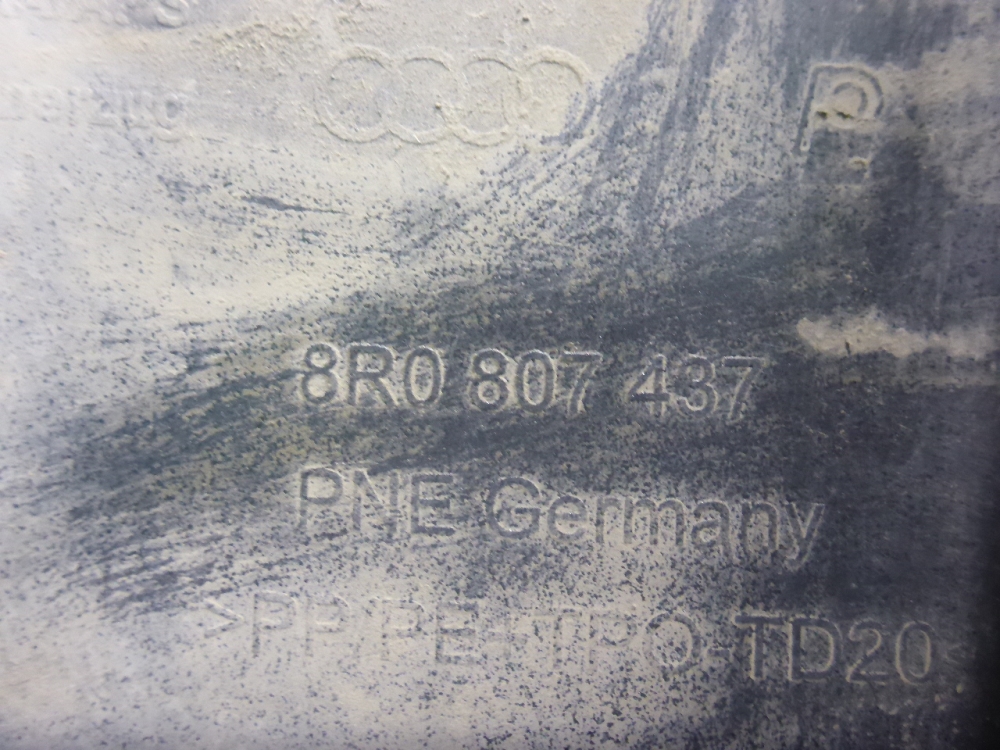 8R0 807 437
PNE Germany
>PP/PE+TPO-TD20<